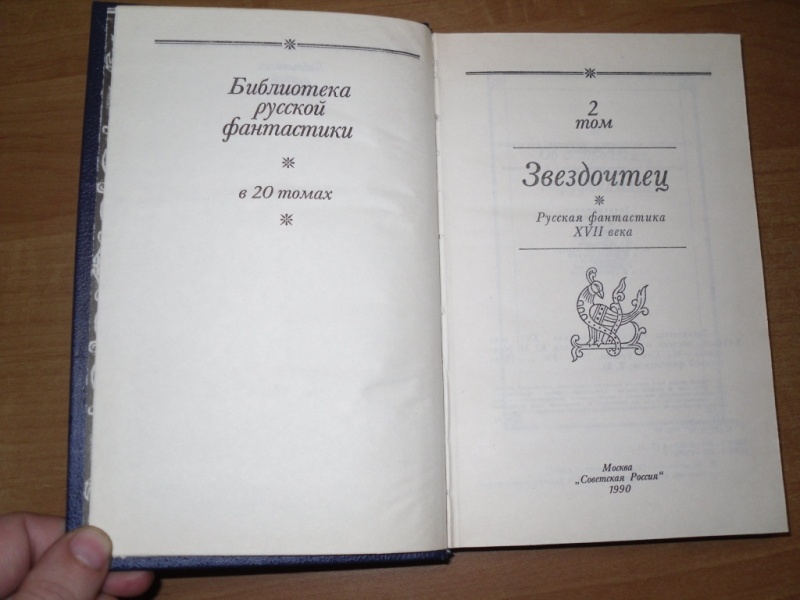 Библиотека
русской
фантастики
в 20 томах
2
том
Звездочтец
Русская фантастика
XVII века
Москва
„Советская Россия“
1990